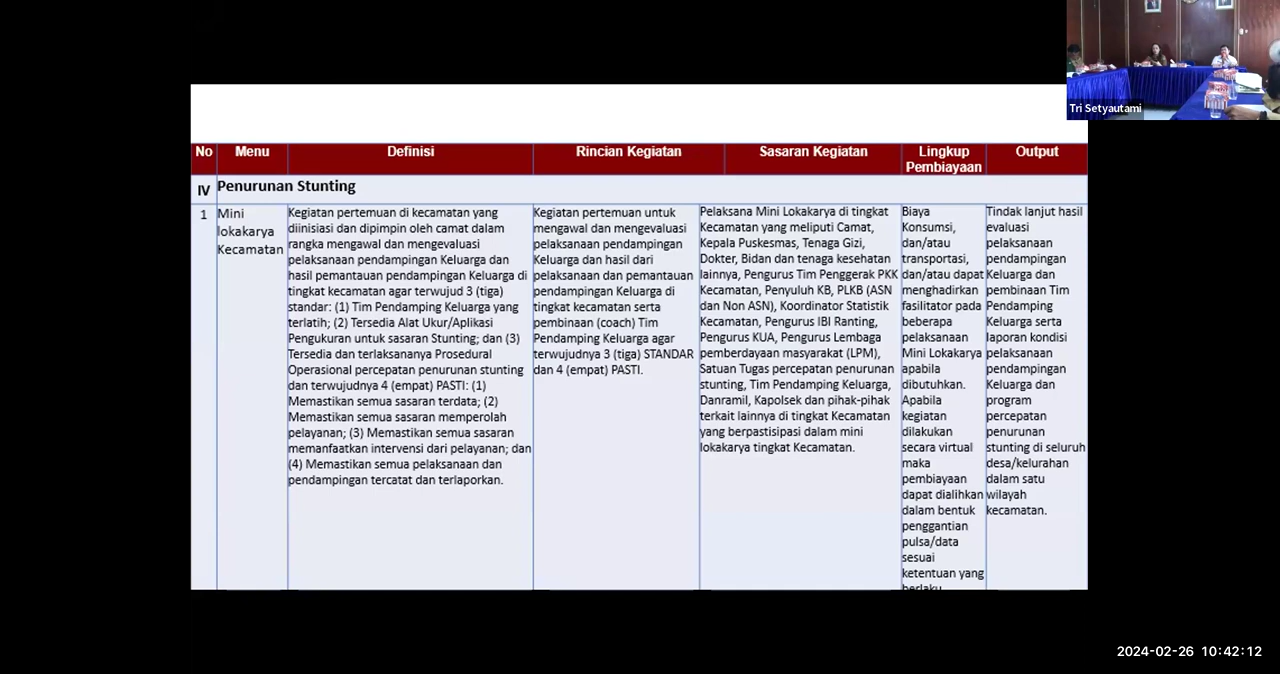 Tri Setyautami
No
Menu
Definisi
Rincian Kegiatan
Sasaran Kegiatan
Lingkup
Pembiayaan
Output
IV
Penurunan Stunting
1
Mini
lokakarya
Kecamatan
Kegiatan pertemuan di kecamatan yang
diinisiasi dan dipimpin oleh camat dalam
rangka mengawal dan mengevaluasi
pelaksanaan pendampingan Keluarga dan
hasil pemantauan pendampingan Keluarga di
tingkat kecamatan agar terwujud 3 (tiga)
standar: (1) Tim Pendamping Keluarga yang
terlatih; (2) Tersedia Alat Ukur/Aplikasi
Pengukuran untuk sasaran Stunting; dan (3)
Tersedia dan terlaksananya Prosedural
Operasional percepatan penurunan stunting
dan terwujudnya 4 (empat) PASTI: (1)
Memastikan semua sasaran terdata; (2)
Memastikan semua sasaran memperolah
pelayanan; (3) Memastikan semua sasaran
memanfaatkan intervensi dari pelayanan; dan
(4) Memastikan semua pelaksanaan dan
pendampingan tercatat dan terlaporkan.
Kegiatan pertemuan untuk
mengawal dan mengevaluasi
pelaksanaan pendampingan
Keluarga dan hasil dari
pelaksanaan dan pemantauan
pendampingan Keluarga di
tingkat kecamatan serta
pembinaan (coach) Tim
Pendamping Keluarga agar
terwujudnya 3 (tiga) STANDAR
dan 4 (empat) PASTI.
Pelaksana Mini Lokakarya di tingkat
Kecamatan yang meliputi Camat,
Kepala Puskesmas, Tenaga Gizi,
Dokter, Bidan dan tenaga kesehatan
lainnya, Pengurus Tim Penggerak PKK
Kecamatan, Penyuluh KB, PLKB (ASN
dan Non ASN), Koordinator Statistik
Kecamatan, Pengurus IBI Ranting,
Pengurus KUA, Pengurus Lembaga
pemberdayaan masyarakat (LPM),
Satuan Tugas percepatan penurunan
stunting, Tim Pendamping Keluarga,
Danramil, Kapolsek dan pihak-pihak
terkait lainnya di tingkat Kecamatan
yang berpastisipasi dalam mini
lokakarya tingkat Kecamatan.
Biaya
Konsumsi,
dan/atau
transportasi,
dan/atau dapat
menghadirkan
fasilitator pada
beberapa
pelaksanaan
Mini Lokakarya
apabila
dibutuhkan.
Apabila
kegiatan
dilakukan
secara virtual
maka
pembiayaan
dapat dialihkan
dalam bentuk
penggantian
pulsa/data
sesuai
ketentuan yang
berlaku
Tindak lanjut hasil
evaluasi
pelaksanaan
pendampingan
Keluarga dan
pembinaan Tim
Pendamping
Keluarga serta
laporan kondisi
pelaksanaan
pendampingan
Keluarga dan
program
percepatan
penurunan
stunting di seluruh
desa/kelurahan
dalam satu
wilayah
kecamatan.
2024-02-26 10:42:12